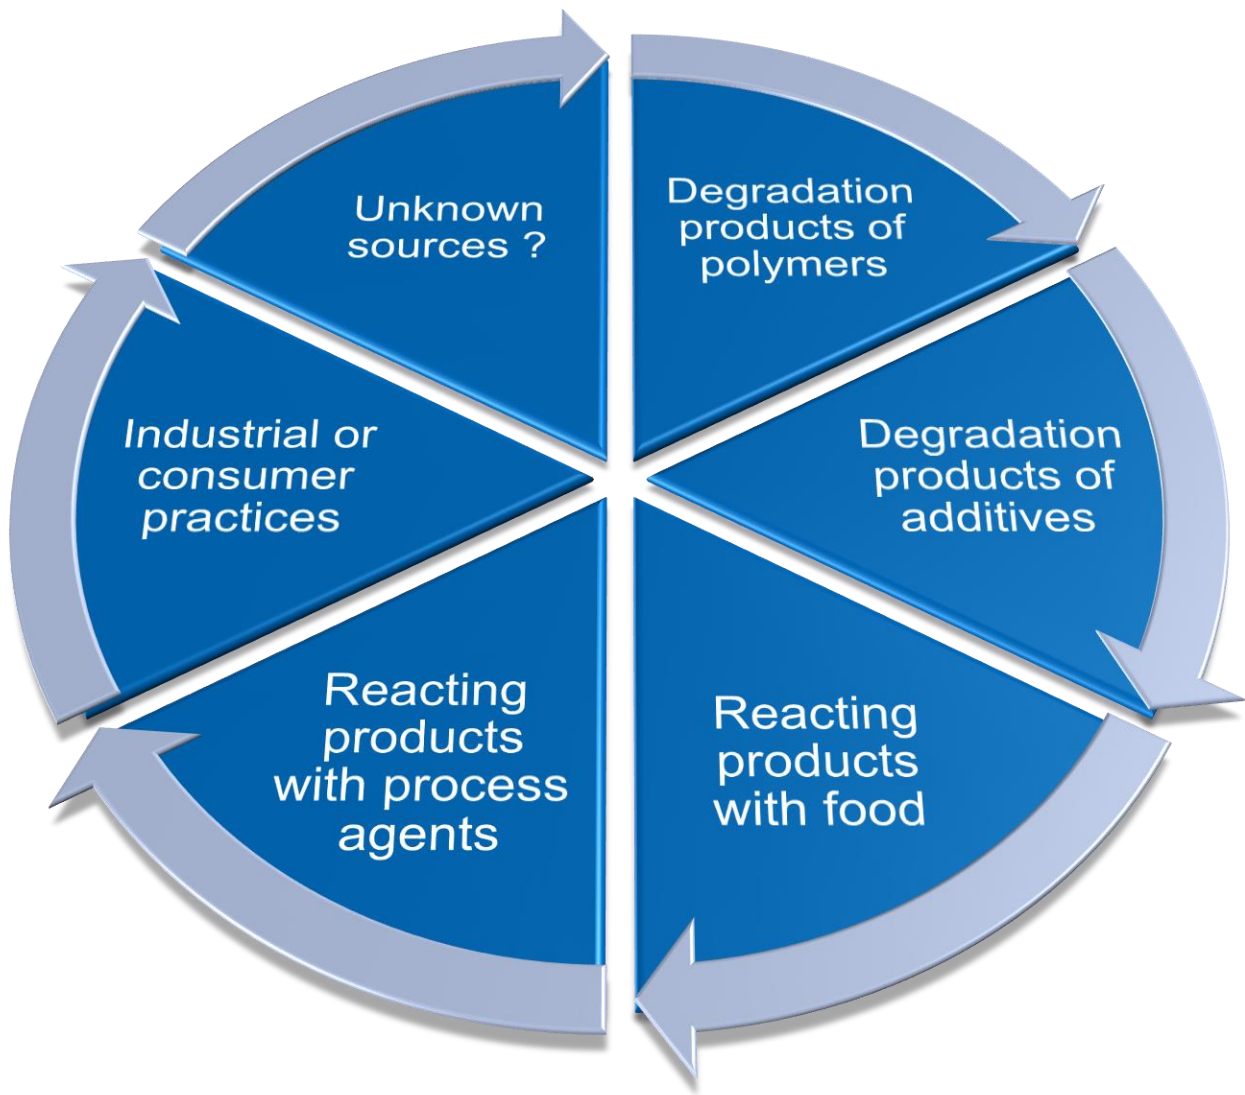 Unknown
sources ?
Degradation
products of
polymers
Industrial or
consumer
practices
Degradation
products of
additives
Reacting
products
with process
agents
Reacting
products
with food